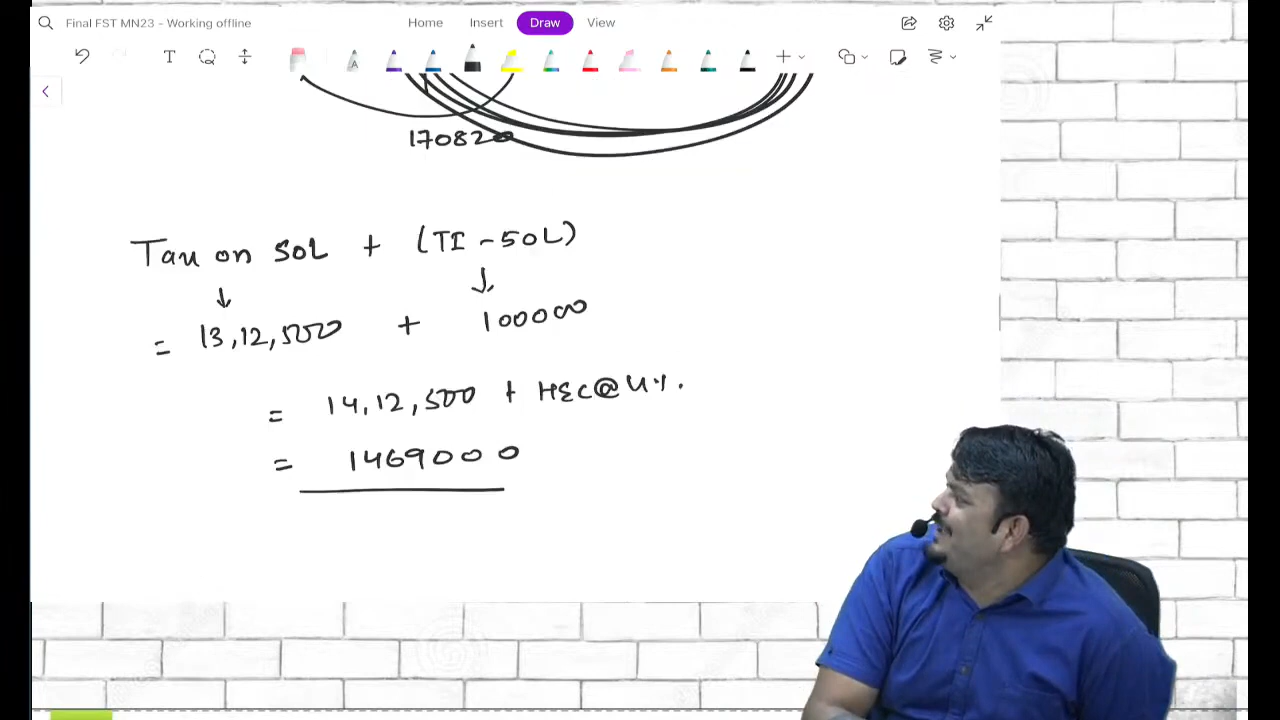 Final FST MN23 - Working offline
Home Insert Draw View
T
A
170820
Tax on 50L + (TI - 50L)
↓ ↓
= 13,12,500 + 100000
= 14,12,500 + HEC@4%.
= 1469000